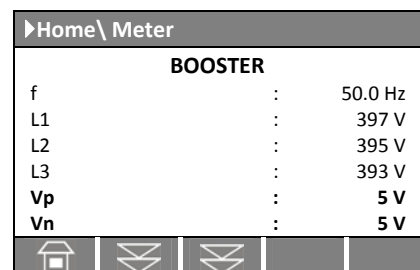 Home\ Meter
BOOSTER
f : 50.0 Hz
L1 : 397 V
L2 : 395 V
L3 : 393 V
Vp : 5 V
Vn : 5 V